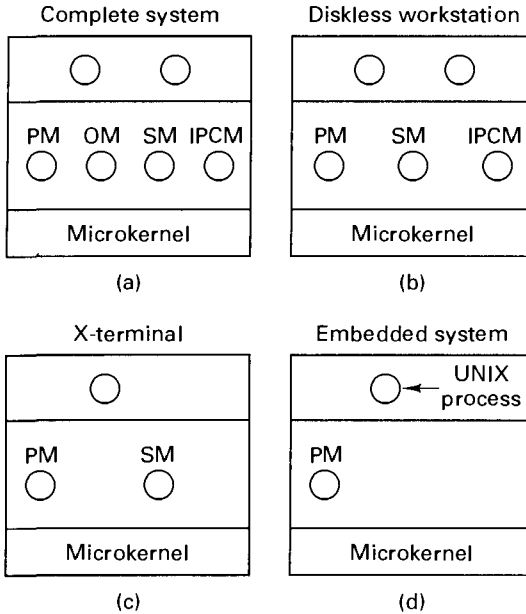 Complete system
PM OM SM IPCM
Microkernel
(a)
Diskless workstation
PM SM IPCM
Microkernel
(b)
X-terminal
PM SM
Microkernel
(c)
Embedded system
UNIX
process
PM
Microkernel
(d)